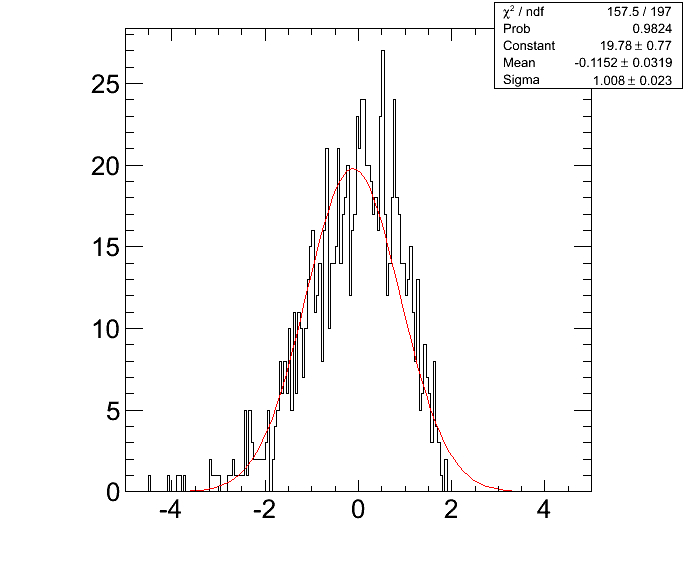 χ² / ndf 157.5 / 197
Prob 0.9824
Constant 19.78 ± 0.77
Mean -0.1152 ± 0.0319
Sigma 1.008 ± 0.023
25
20
15
10
5
0
-4 -2 0 2 4